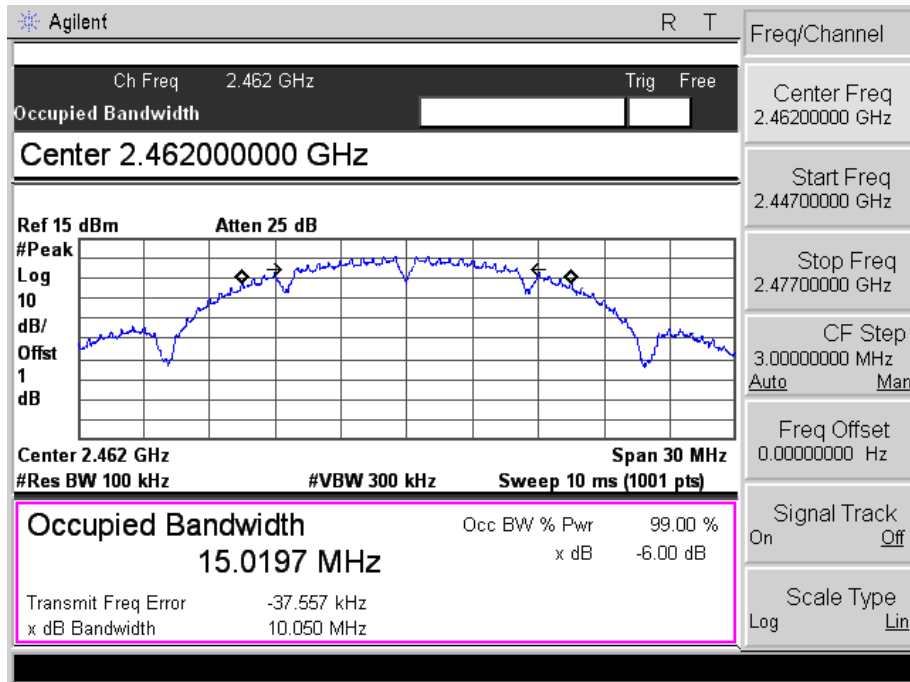 Agilent R T
Ch Freq 2.462 GHz Trig Free
Occupied Bandwidth
Center 2.462000000 GHz
Ref 15 dBm Atten 25 dB
#Peak
Log
10
dB/
Offst
1
dB
Center 2.462 GHz Span 30 MHz
#Res BW 100 kHz #VBW 300 kHz Sweep 10 ms (1001 pts)
Occupied Bandwidth Occ BW % Pwr 99.00 %
15.0197 MHz x dB -6.00 dB
Transmit Freq Error -37.557 kHz
x dB Bandwidth 10.050 MHz
Freq/Channel
Center Freq
2.46200000 GHz
Start Freq
2.44700000 GHz
Stop Freq
2.47700000 GHz
CF Step
3.00000000 MHz
Auto Man
Freq Offset
0.00000000 Hz
Signal Track
On Off
Scale Type
Log Lin